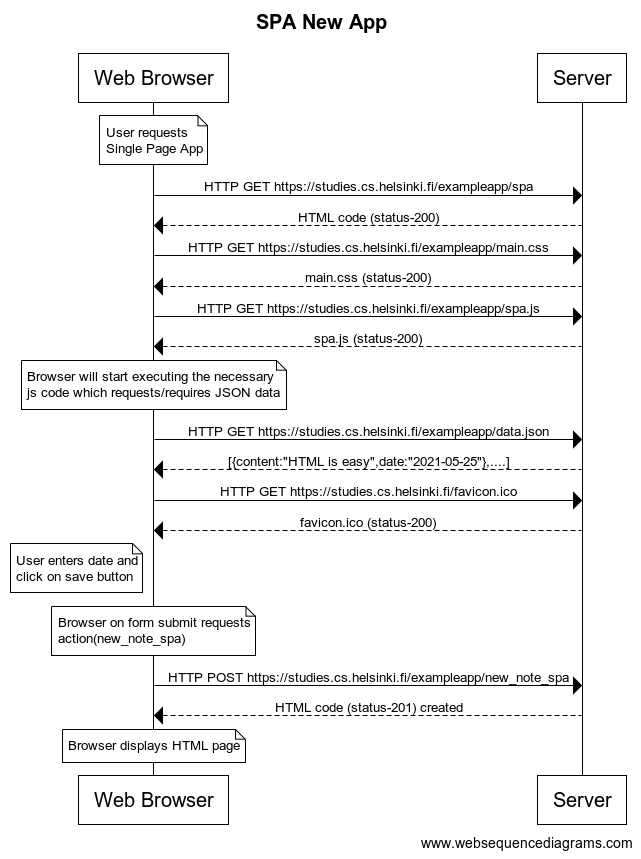 SPA New App
Web Browser
Server
User requests
Single Page App
HTTP GET https://studies.cs.helsinki.fi/exampleapp/spa
HTML code (status-200)
HTTP GET https://studies.cs.helsinki.fi/exampleapp/main.css
main.css (status-200)
HTTP GET https://studies.cs.helsinki.fi/exampleapp/spa.js
spa.js (status-200)
Browser will start executing the necessary
js code which requests/requires JSON data
HTTP GET https://studies.cs.helsinki.fi/exampleapp/data.json
[{content:"HTML is easy",date:"2021-05-25"},....]
HTTP GET https://studies.cs.helsinki.fi/favicon.ico
favicon.ico (status-200)
User enters date and
click on save button
Browser on form submit requests
action(new_note_spa)
HTTP POST https://studies.cs.helsinki.fi/exampleapp/new_note_spa
HTML code (status-201) created
Browser displays HTML page
Web Browser
Server
www.websequencediagrams.com